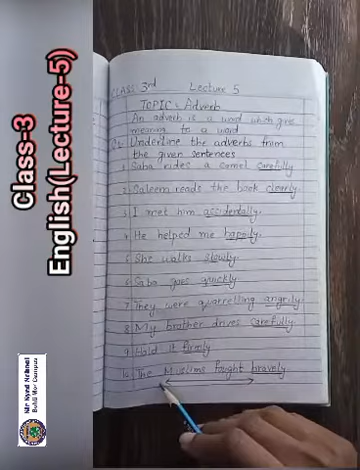 Class-3
English(Lecture-5)
CLASS 3rd Lecture 5
TOPIC : Adverb
An adverb is a word which give
meaning to a word
Q1. Underline the adverbs from
the given sentences
1. Saba rides a camel carefully
2. Saleem reads the book clearly.
3. I met him accidentally.
4. He helped me happily.
5. She walks slowly.
6. Saba goes quickly
7. They were quarrelling angrily.
8. My brother drives carefully.
9. Hold it firmly.
10. The Muslims fought bravely